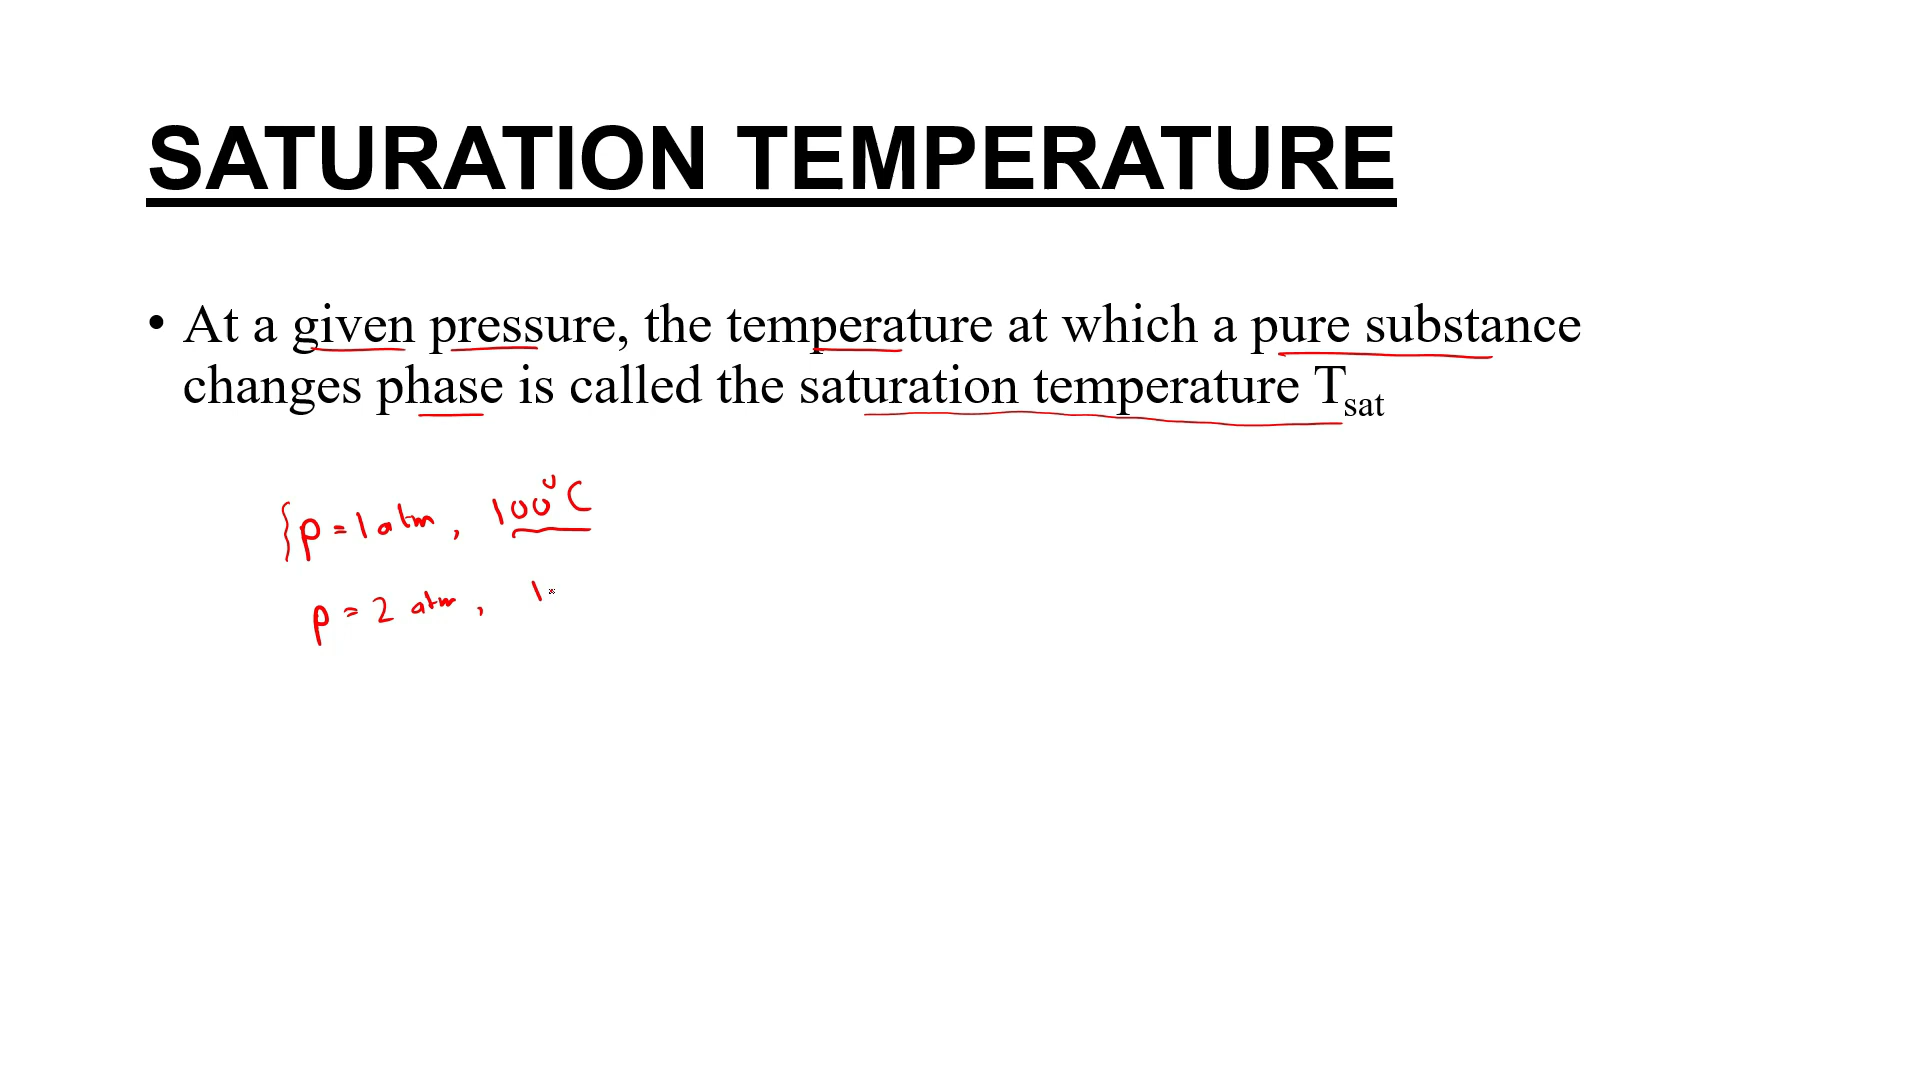 SATURATION TEMPERATURE
• At a given pressure, the temperature at which a pure substance
changes phase is called the saturation temperature Tsat
p = 1 atm, 100°C
p = 2 atm, 1